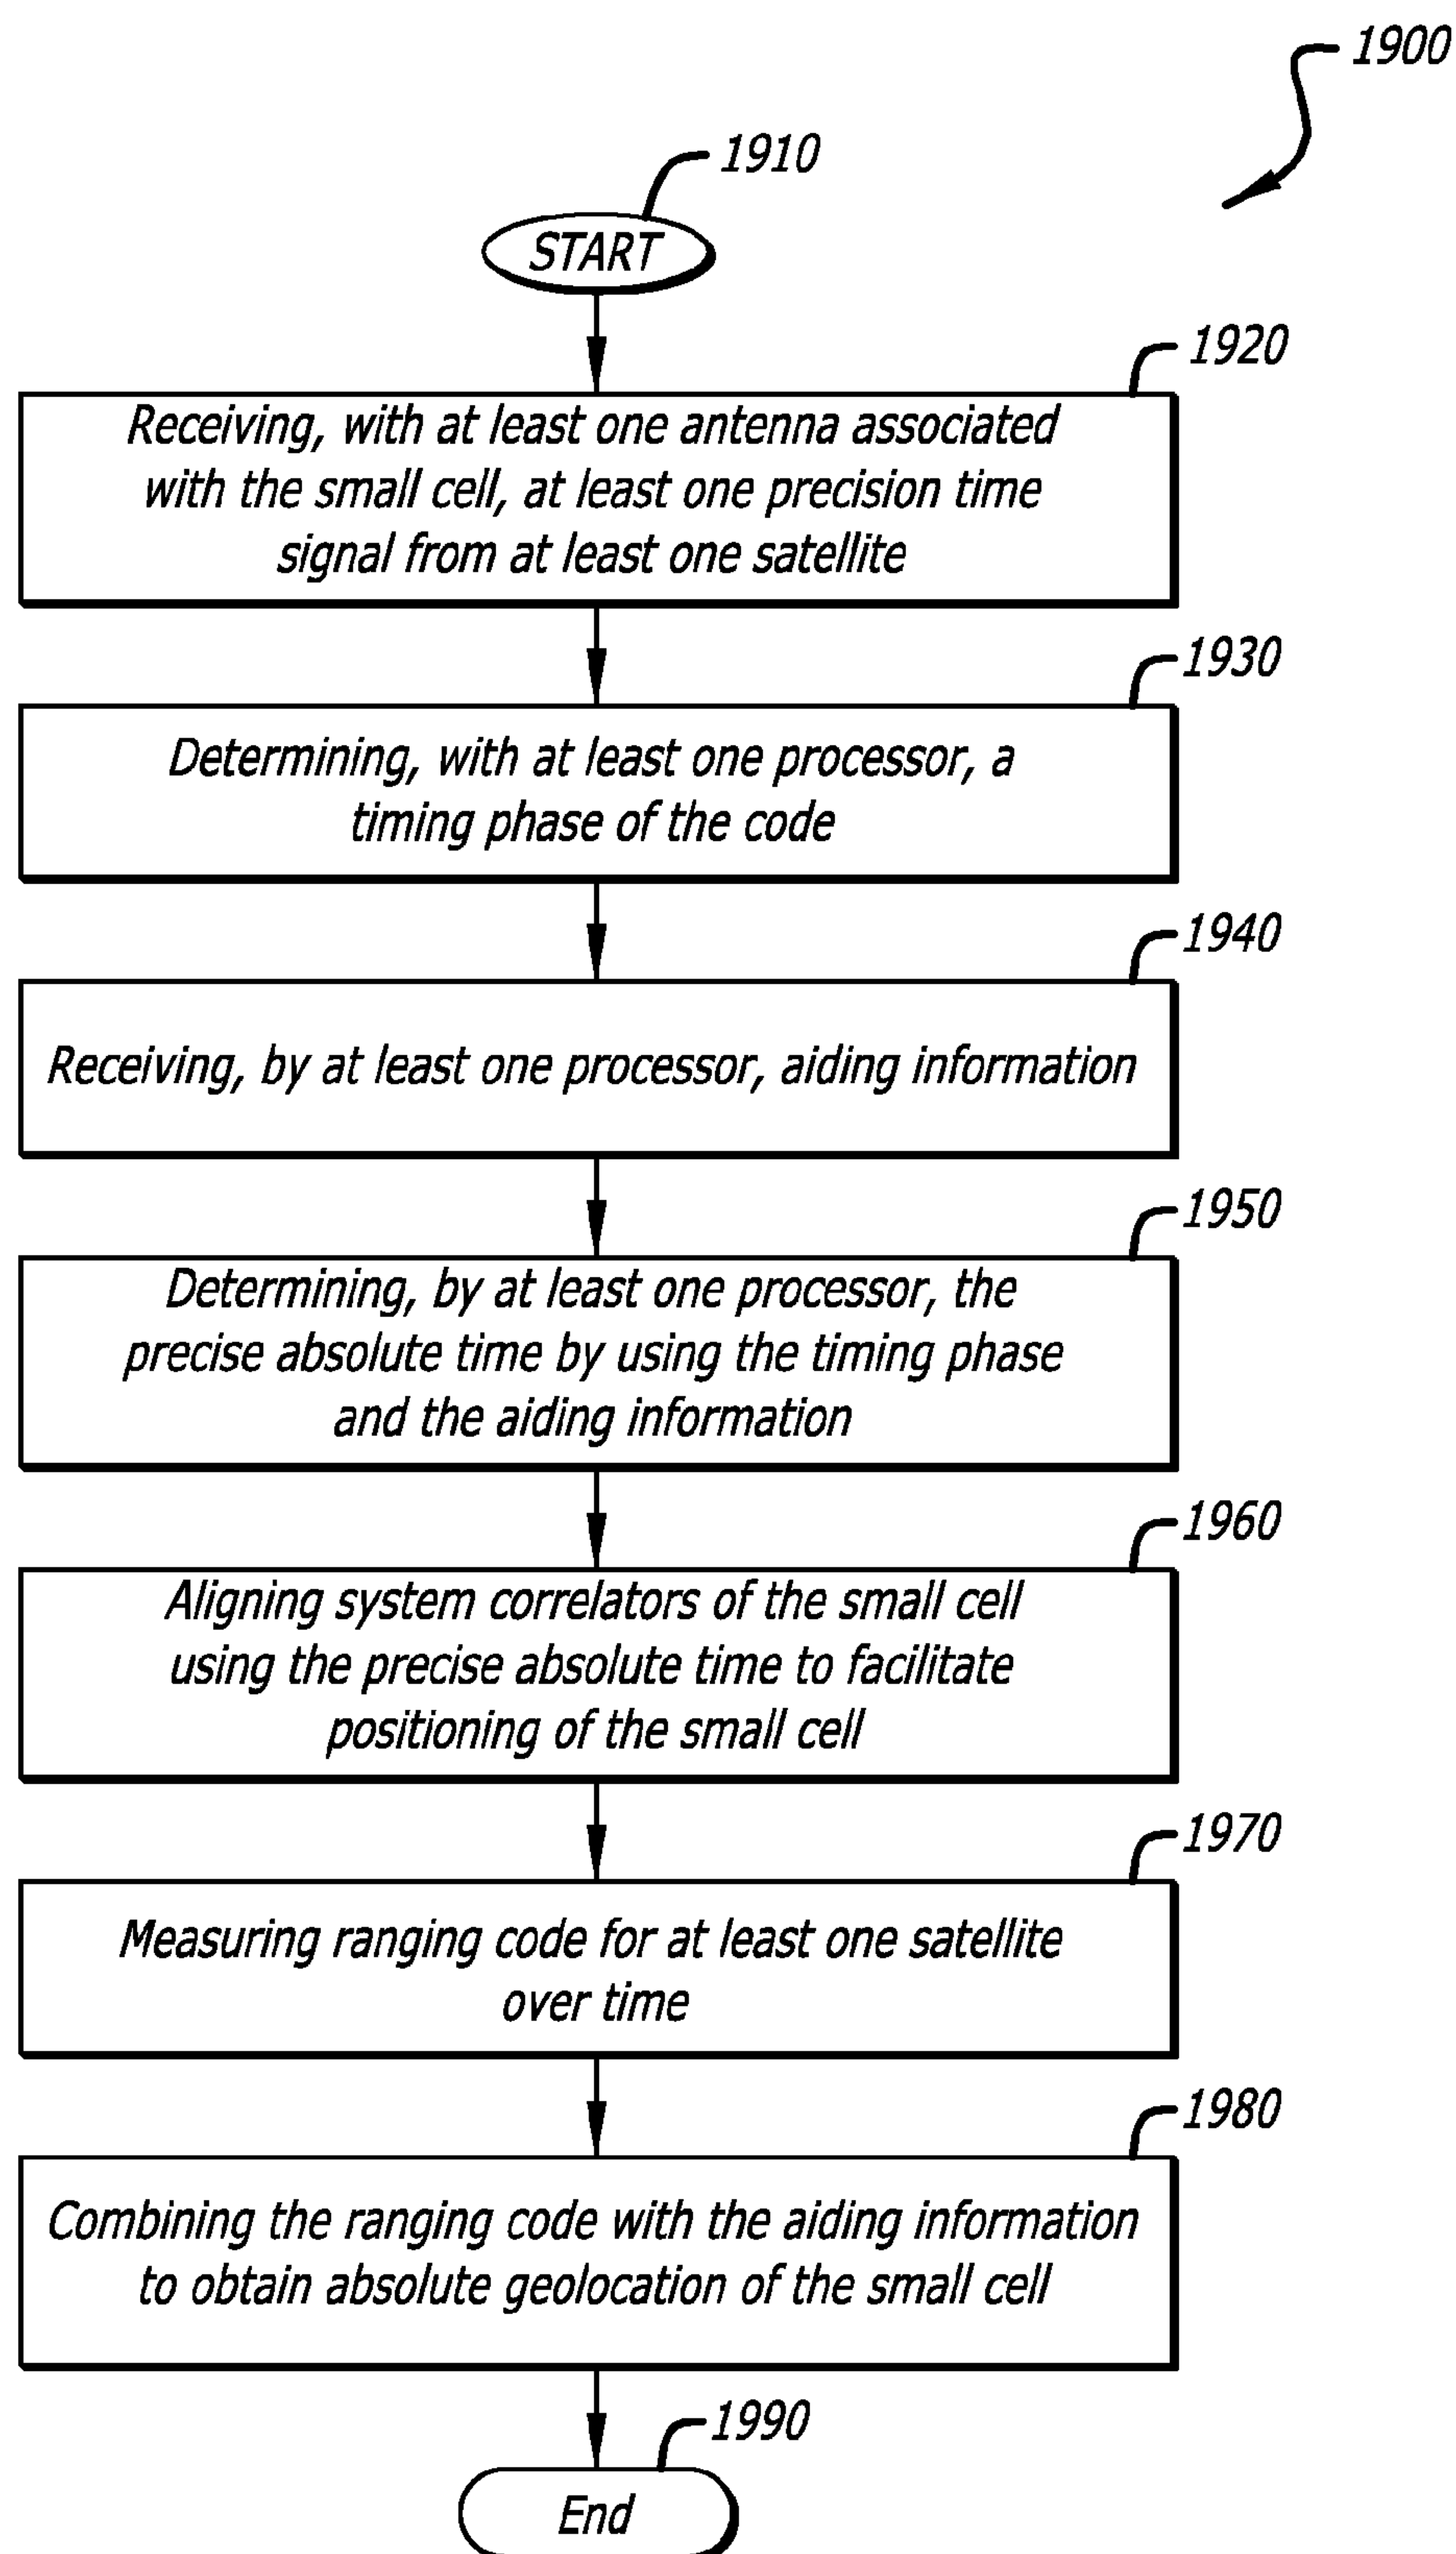 1900
1910
START
1920
Receiving, with at least one antenna associated
with the small cell, at least one precision time
signal from at least one satellite
1930
Determining, with at least one processor, a
timing phase of the code
1940
Receiving, by at least one processor, aiding information
1950
Determining, by at least one processor, the
precise absolute time by using the timing phase
and the aiding information
1960
Aligning system correlators of the small cell
using the precise absolute time to facilitate
positioning of the small cell
1970
Measuring ranging code for at least one satellite
over time
1980
Combining the ranging code with the aiding information
to obtain absolute geolocation of the small cell
1990
End